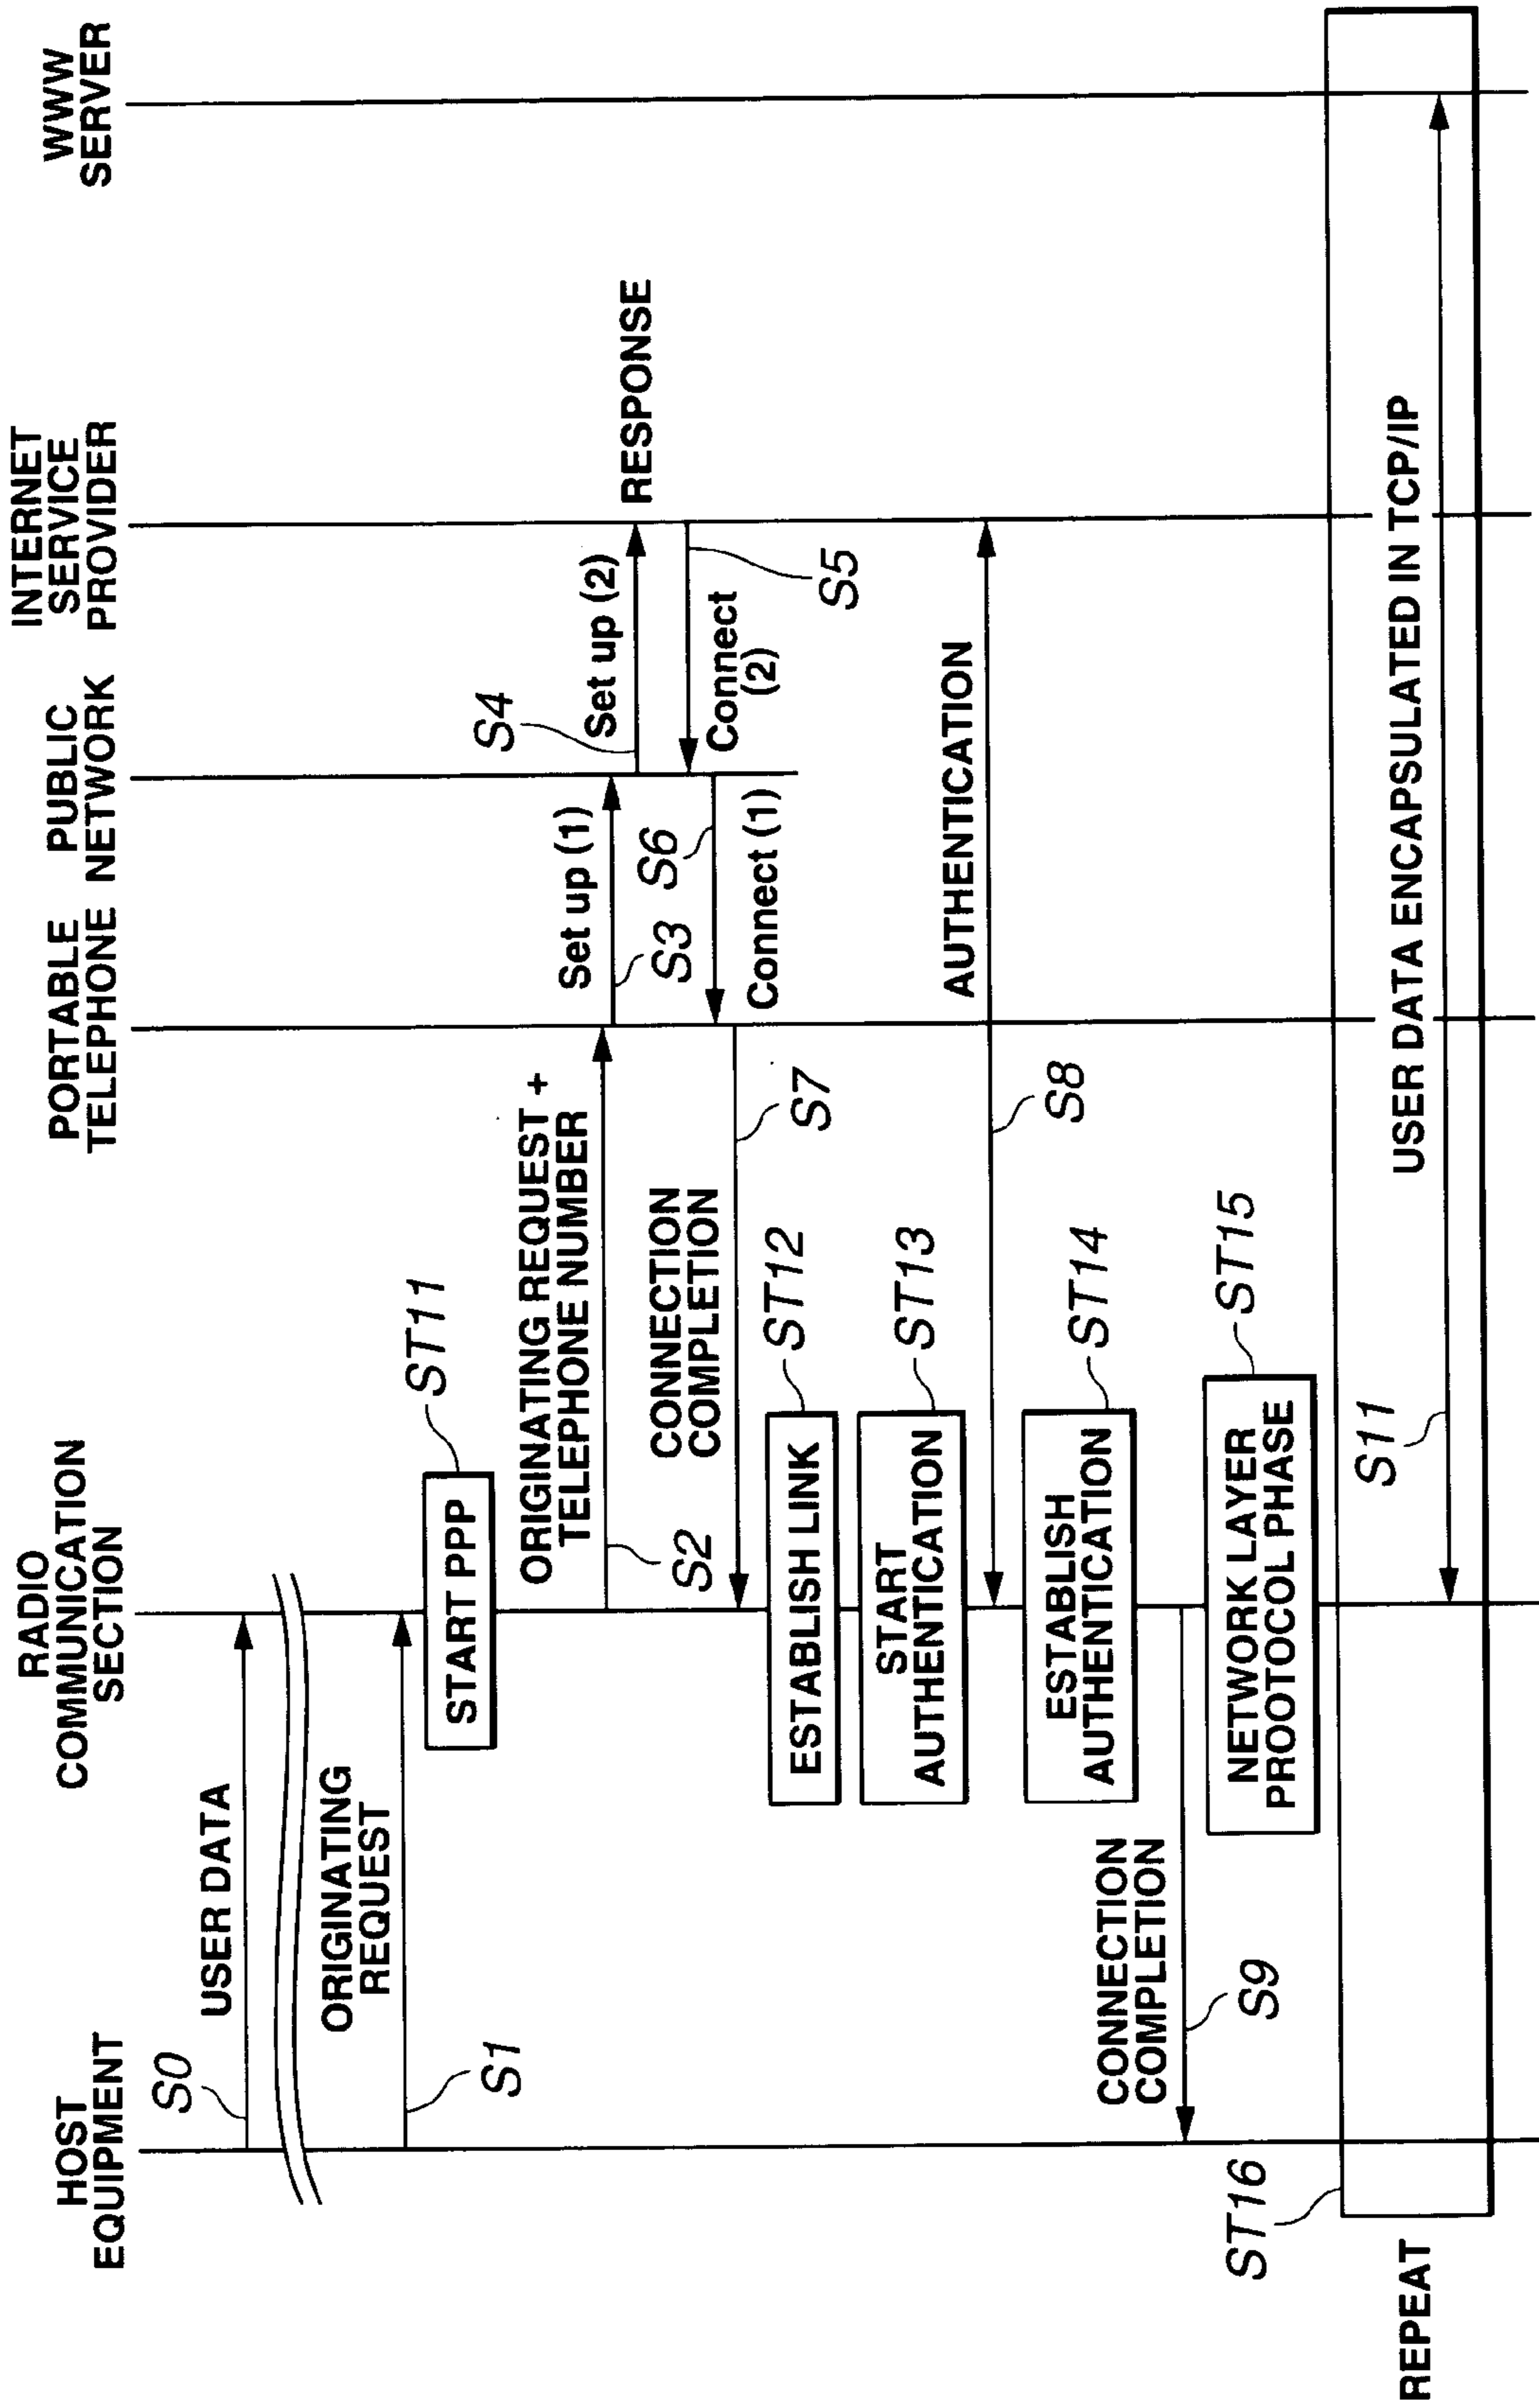 HOST
EQUIPMENT
RADIO
COMMUNICATION
SECTION
PORTABLE
TELEPHONE
PUBLIC
NETWORK
INTERNET
SERVICE
PROVIDER
WWW
SERVER
S0
USER DATA
ORIGINATING
REQUEST
S1
START PPP
ST11
ORIGINATING REQUEST +
TELEPHONE NUMBER
S2
Set up (1)
S3
S4
Set up (2)
RESPONSE
Connect
(2)
S5
S6
Connect (1)
CONNECTION
COMPLETION
S7
ESTABLISH LINK
ST12
START
AUTHENTICATION
ST13
AUTHENTICATION
S8
ESTABLISH
AUTHENTICATION
ST14
CONNECTION
COMPLETION
S9
NETWORK LAYER
PROOTOCOL PHASE
ST15
ST16
REPEAT
USER DATA ENCAPSULATED IN TCP/IP
S11